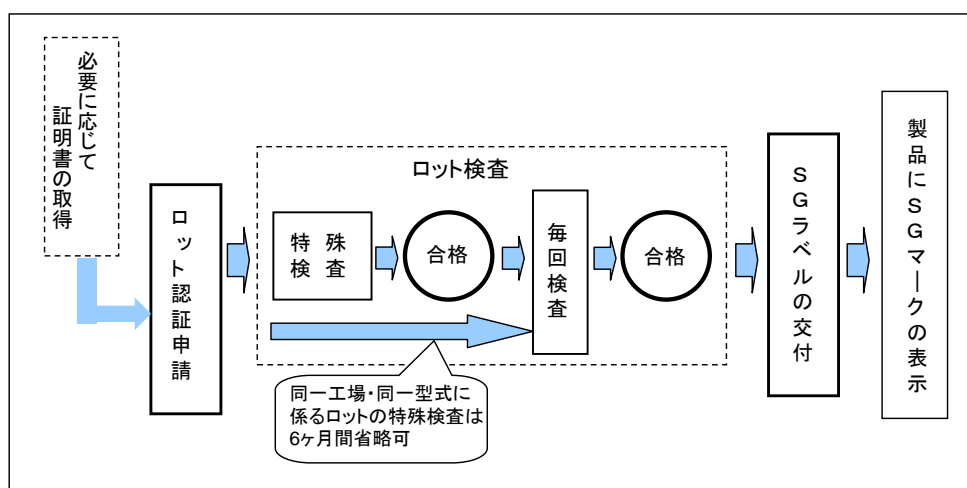 必要に応じて
証明書の取得
ロット認証申請
ロット検査
特殊
検査
合格
毎回検査
合格
同一工場・同一型式に
係るロットの特殊検査は
6ヶ月間省略可
SGラベルの交付
製品にSGマークの表示